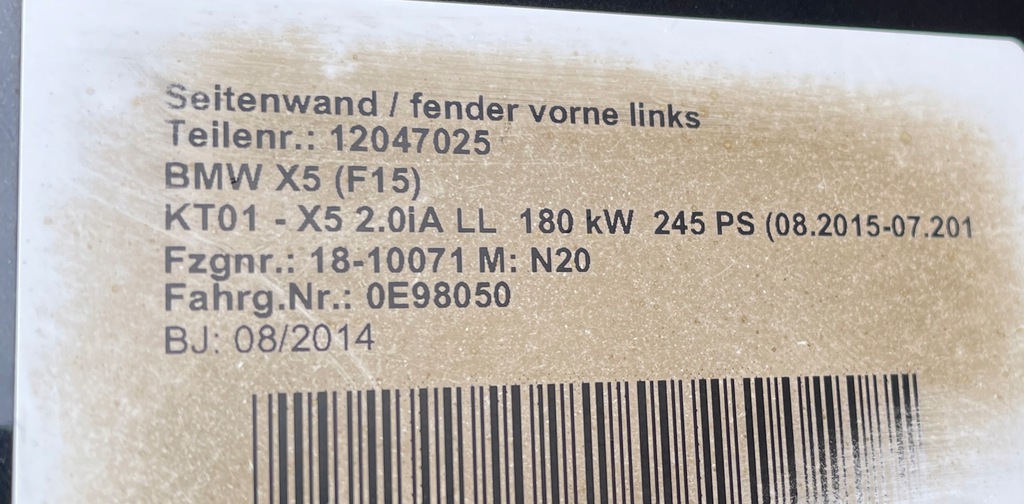 Seitenwand / fender vorne links
Teilenr.: 12047025
BMW X5 (F15)
KT01 - X5 2.0iA LL 180 kW 245 PS (08.2015-07.201
Fzgnr.: 18-10071 M: N20
Fahrg.Nr.: 0E98050
BJ: 08/2014